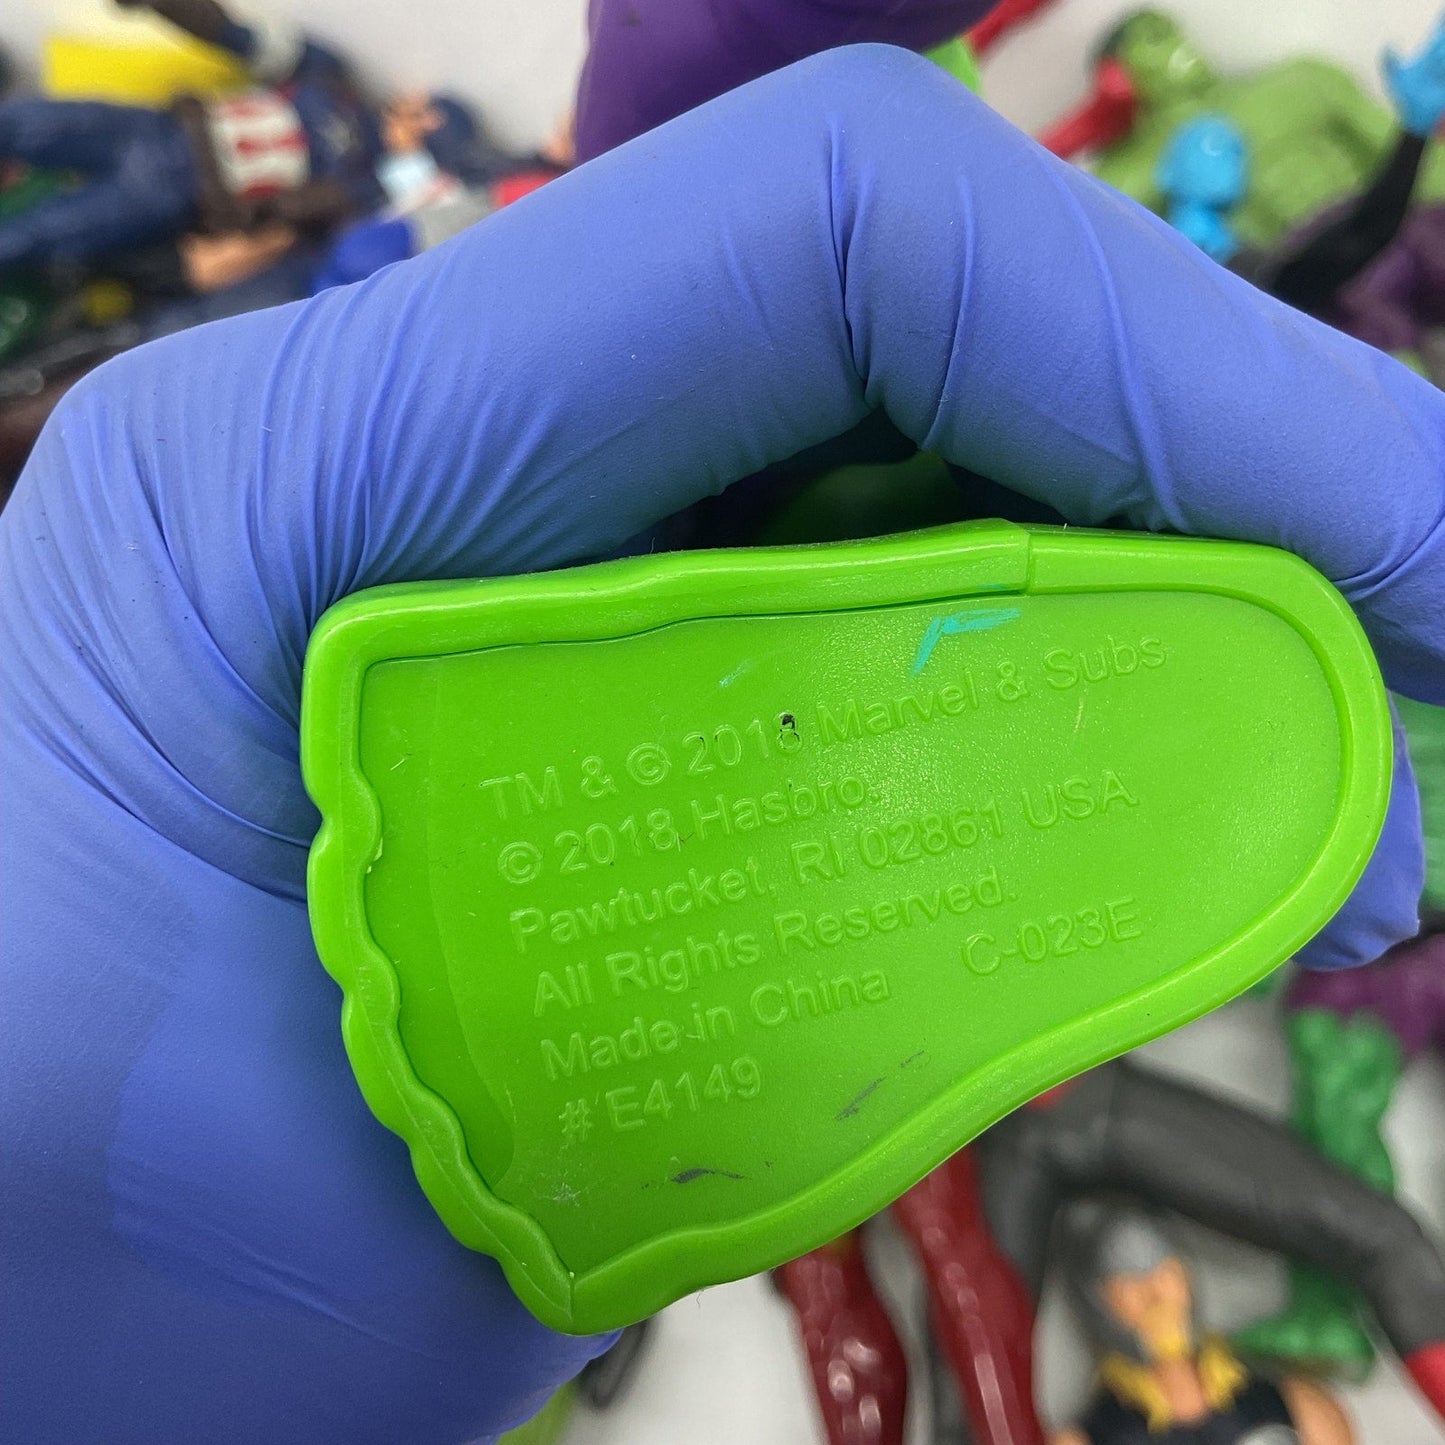 TM & © 2018 Marvel & Subs
© 2018 Hasbro.
Pawtucket, RI 02861 USA
All Rights Reserved.
Made in China C-023E
# E4149